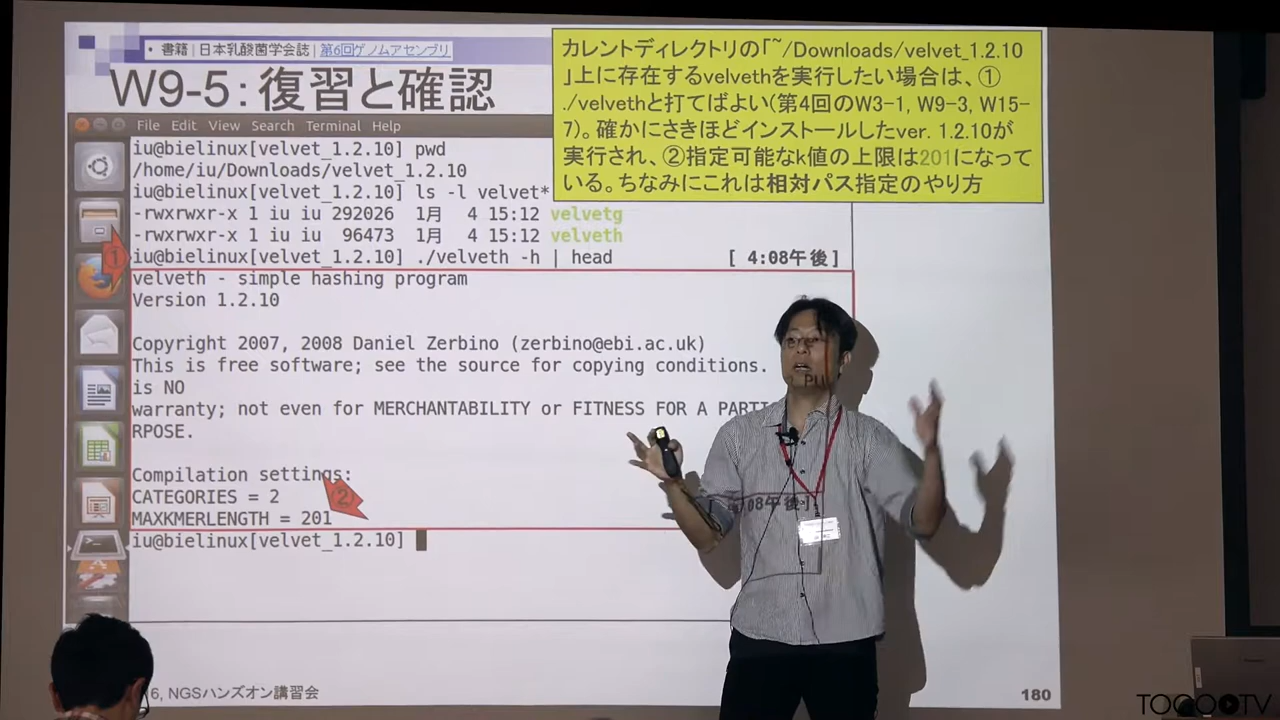 • 書籍 | 日本乳酸菌学会誌 | 第6回ゲノムアセンブリ
W9-5：復習と確認
カレントディレクトリの「~/Downloads/velvet_1.2.10
」上に存在するvelvethを実行したい場合は、①
./velvethと打てばよい(第4回のW3-1, W9-3, W15-
7)。確かにさきほどインストールしたver. 1.2.10が
実行され、②指定可能なk値の上限は201になって
いる。ちなみにこれは相対パス指定のやり方
File Edit View Search Terminal Help
iu@bielinux[velvet_1.2.10] pwd
/home/iu/Downloads/velvet_1.2.10
iu@bielinux[velvet_1.2.10] ls -l velvet*
-rwxrwxr-x 1 iu iu 292026 1月 4 15:12 velvetg
-rwxrwxr-x 1 iu iu 96473 1月 4 15:12 velveth
iu@bielinux[velvet_1.2.10] ./velveth -h | head [ 4:08午後]
①
velveth - simple hashing program
Version 1.2.10
Copyright 2007, 2008 Daniel Zerbino (zerbino@ebi.ac.uk)
This is free software; see the source for copying conditions.
is NO
warranty; not even for MERCHANTABILITY or FITNESS FOR A PARTI
PU
RPOSE.
Compilation settings:
CATEGORIES = 2
②
MAXKMERLENGTH = 201
iu@bielinux[velvet_1.2.10]
:08午後]
6, NGSハンズオン講習会
180
TOGOTV